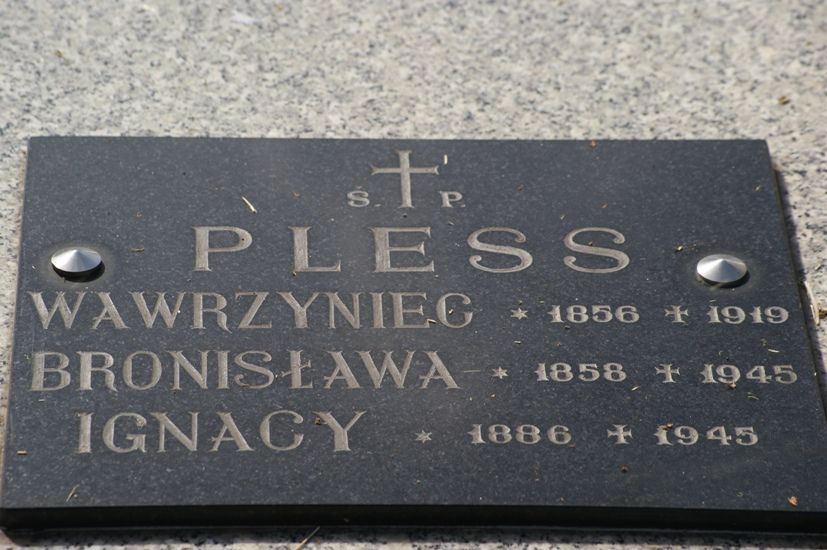 S. P.
PLESS
WAWRZYNIEC * 1856 ✝ 1919
BRONISŁAWA * 1858 ✝ 1945
IGNACY * 1886 ✝ 1945